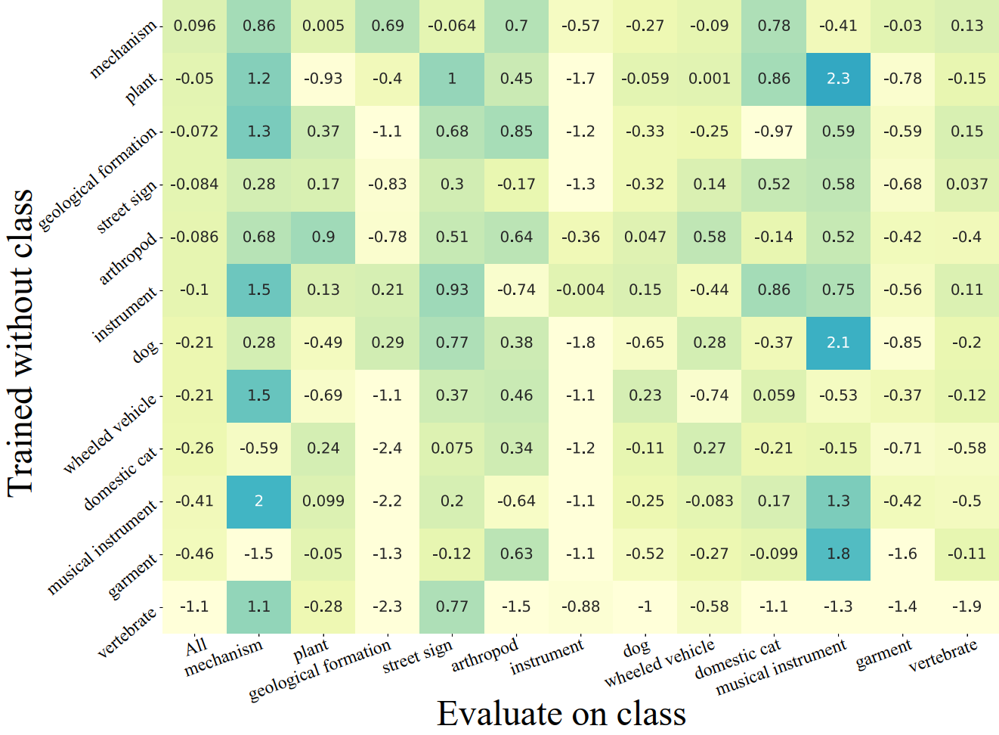 Trained without class
mechanism 0.096 0.86 0.005 0.69 -0.064 0.7 -0.57 -0.27 -0.09 0.78 -0.41 -0.03 0.13
plant -0.05 1.2 -0.93 -0.4 1 0.45 -1.7 -0.059 0.001 0.86 2.3 -0.78 -0.15
geological formation -0.072 1.3 0.37 -1.1 0.68 0.85 -1.2 -0.33 -0.25 -0.97 0.59 -0.59 0.15
street sign -0.084 0.28 0.17 -0.83 0.3 -0.17 -1.3 -0.32 0.14 0.52 0.58 -0.68 0.037
arthropod -0.086 0.68 0.9 -0.78 0.51 0.64 -0.36 0.047 0.58 -0.14 0.52 -0.42 -0.4
instrument -0.1 1.5 0.13 0.21 0.93 -0.74 -0.004 0.15 -0.44 0.86 0.75 -0.56 0.11
dog -0.21 0.28 -0.49 0.29 0.77 0.38 -1.8 -0.65 0.28 -0.37 2.1 -0.85 -0.2
wheeled vehicle -0.21 1.5 -0.69 -1.1 0.37 0.46 -1.1 0.23 -0.74 0.059 -0.53 -0.37 -0.12
domestic cat -0.26 -0.59 0.24 -2.4 0.075 0.34 -1.2 -0.11 0.27 -0.21 -0.15 -0.71 -0.58
musical instrument -0.41 2 0.099 -2.2 0.2 -0.64 -1.1 -0.25 -0.083 0.17 1.3 -0.42 -0.5
garment -0.46 -1.5 -0.05 -1.3 -0.12 0.63 -1.1 -0.52 -0.27 -0.099 1.8 -1.6 -0.11
vertebrate -1.1 1.1 -0.28 -2.3 0.77 -1.5 -0.88 -1 -0.58 -1.1 -1.3 -1.4 -1.9
All mechanism plant geological formation street sign arthropod instrument dog wheeled vehicle domestic cat musical instrument garment vertebrate
Evaluate on class